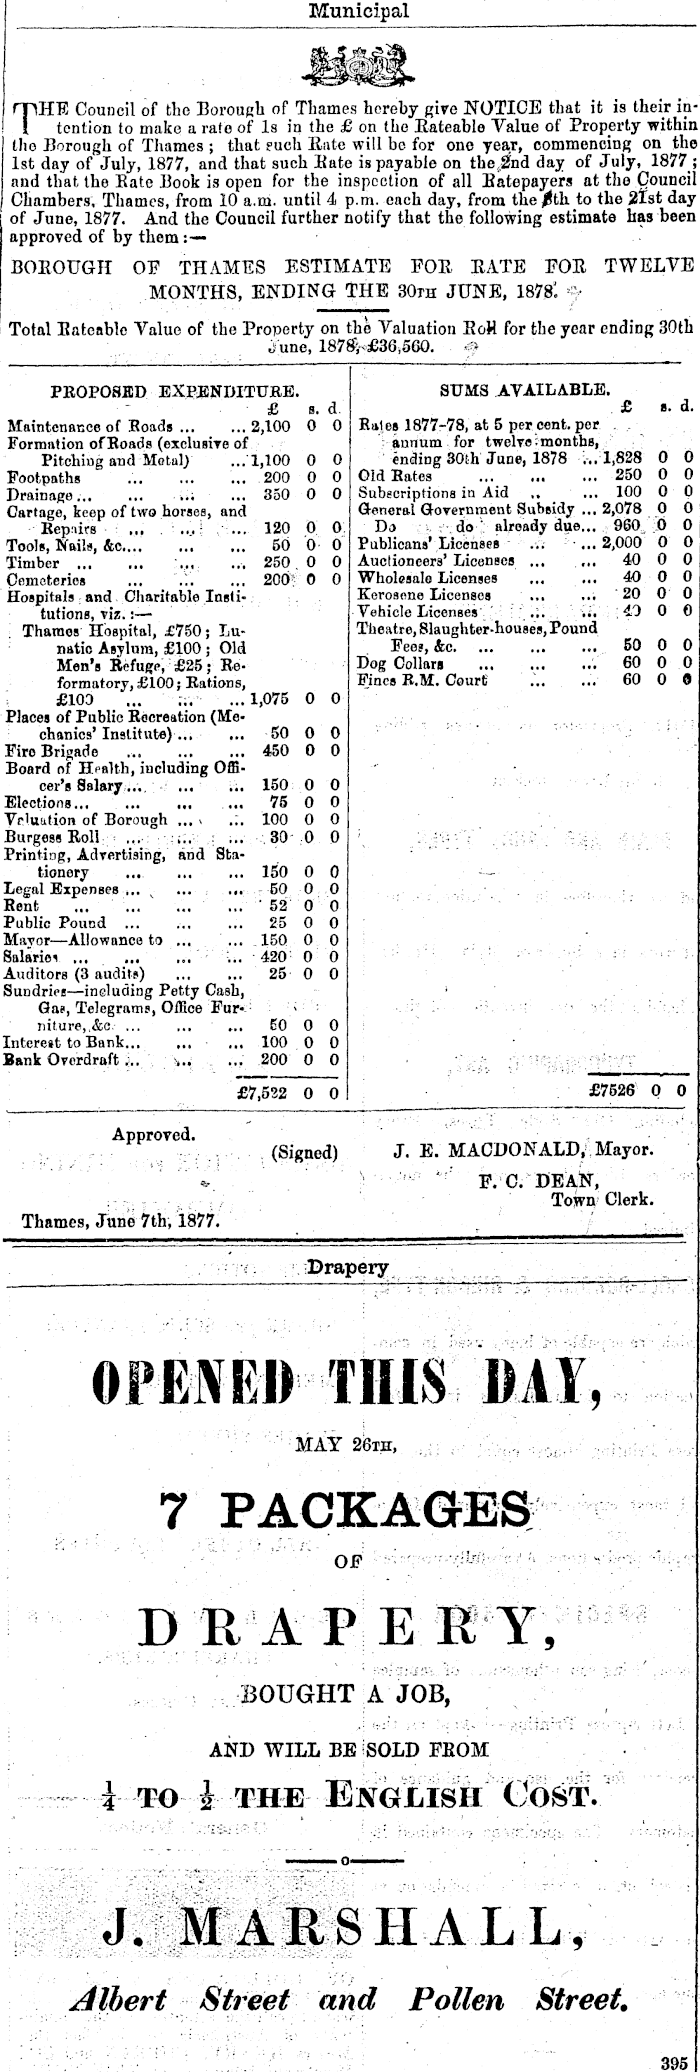 Municipal
THE Council of the Borough of Thames hereby give NOTICE that it is their in-
tention to make a rate of 1s in the £ on the Rateable Value of Property within
the Borough of Thames ; that such Rate will be for one year, commencing on the
1st day of July, 1877, and that such Rate is payable on the 2nd day of July, 1877 ;
and that the Rate Book is open for the inspection of all Ratepayers at the Council
Chambers, Thames, from 10 a.m. until 4 p.m. each day, from the 8th to the 21st day
of June, 1877. And the Council further notify that the following estimate has been
approved of by them :—
BOROUGH OF THAMES ESTIMATE FOR RATE FOR TWELVE
MONTHS, ENDING THE 30TH JUNE, 1878.
Total Rateable Value of the Property on the Valuation Roll for the year ending 30th
June, 1878, £36,560.
PROPOSED EXPENDITURE.
£ s. d.
Maintenance of Roads ... ... 2,100 0 0
Formation of Roads (exclusive of
Pitching and Metal) ... 1,100 0 0
Footpaths ... ... ... 200 0 0
Drainage ... ... ... ... 350 0 0
Cartage, keep of two horses, and
Repairs ... ... ... 120 0 0
Tools, Nails, &c.... ... ... 50 0 0
Timber ... ... ... ... 250 0 0
Cemeteries ... ... ... 200 0 0
Hospitals and Charitable Insti-
tutions, viz. :—
Thames Hospital, £750 ; Lu-
natic Asylum, £100 ; Old
Men's Refuge, £25 ; Re-
formatory, £100 ; Rations,
£100 ... ... ... 1,075 0 0
Places of Public Recreation (Me-
chanics' Institute) ... ... 50 0 0
Fire Brigade ... ... ... 450 0 0
Board of Health, including Offi-
cer's Salary ... ... ... 150 0 0
Elections ... ... ... ... 75 0 0
Valuation of Borough ... ... 100 0 0
Burgess Roll ... ... ... 30 0 0
Printing, Advertising, and Sta-
tionery ... ... ... 150 0 0
Legal Expenses ... ... ... 50 0 0
Rent ... ... ... ... 52 0 0
Public Pound ... ... ... 25 0 0
Mayor—Allowance to ... ... 150 0 0
Salaries ... ... ... ... 420 0 0
Auditors (3 audits) ... ... 25 0 0
Sundries—including Petty Cash,
Gas, Telegrams, Office Fur-
niture, &c. ... ... ... 50 0 0
Interest to Bank... ... ... 100 0 0
Bank Overdraft ... ... ... 200 0 0
£7,522 0 0
SUMS AVAILABLE.
£ s. d.
Rates 1877-78, at 5 per cent. per
annum for twelve months,
ending 30th June, 1878 ... 1,828 0 0
Old Rates ... ... ... 250 0 0
Subscriptions in Aid ,, ... 100 0 0
General Government Subsidy ... 2,078 0 0
Do do already due... 960 0 0
Publicans' Licenses ... ... 2,000 0 0
Auctioneers' Licenses ... ... 40 0 0
Wholesale Licenses ... ... 40 0 0
Kerosene Licenses ... ... 20 0 0
Vehicle Licenses ... ... 40 0 0
Theatre, Slaughter-houses, Pound
Fees, &c. ... ... ... 50 0 0
Dog Collars ... ... ... 60 0 0
Fines R.M. Court ... ... 60 0 0
£7526 0 0
Approved.
(Signed) J. E. MACDONALD, Mayor.
F. C. DEAN,
Town Clerk.
Thames, June 7th, 1877.
Drapery
OPENED THIS DAY,
MAY 26TH,
7 PACKAGES
OF
DRAPERY,
BOUGHT A JOB,
AND WILL BE SOLD FROM
¼ TO ½ THE ENGLISH COST.
J. MARSHALL,
Albert Street and Pollen Street.
395